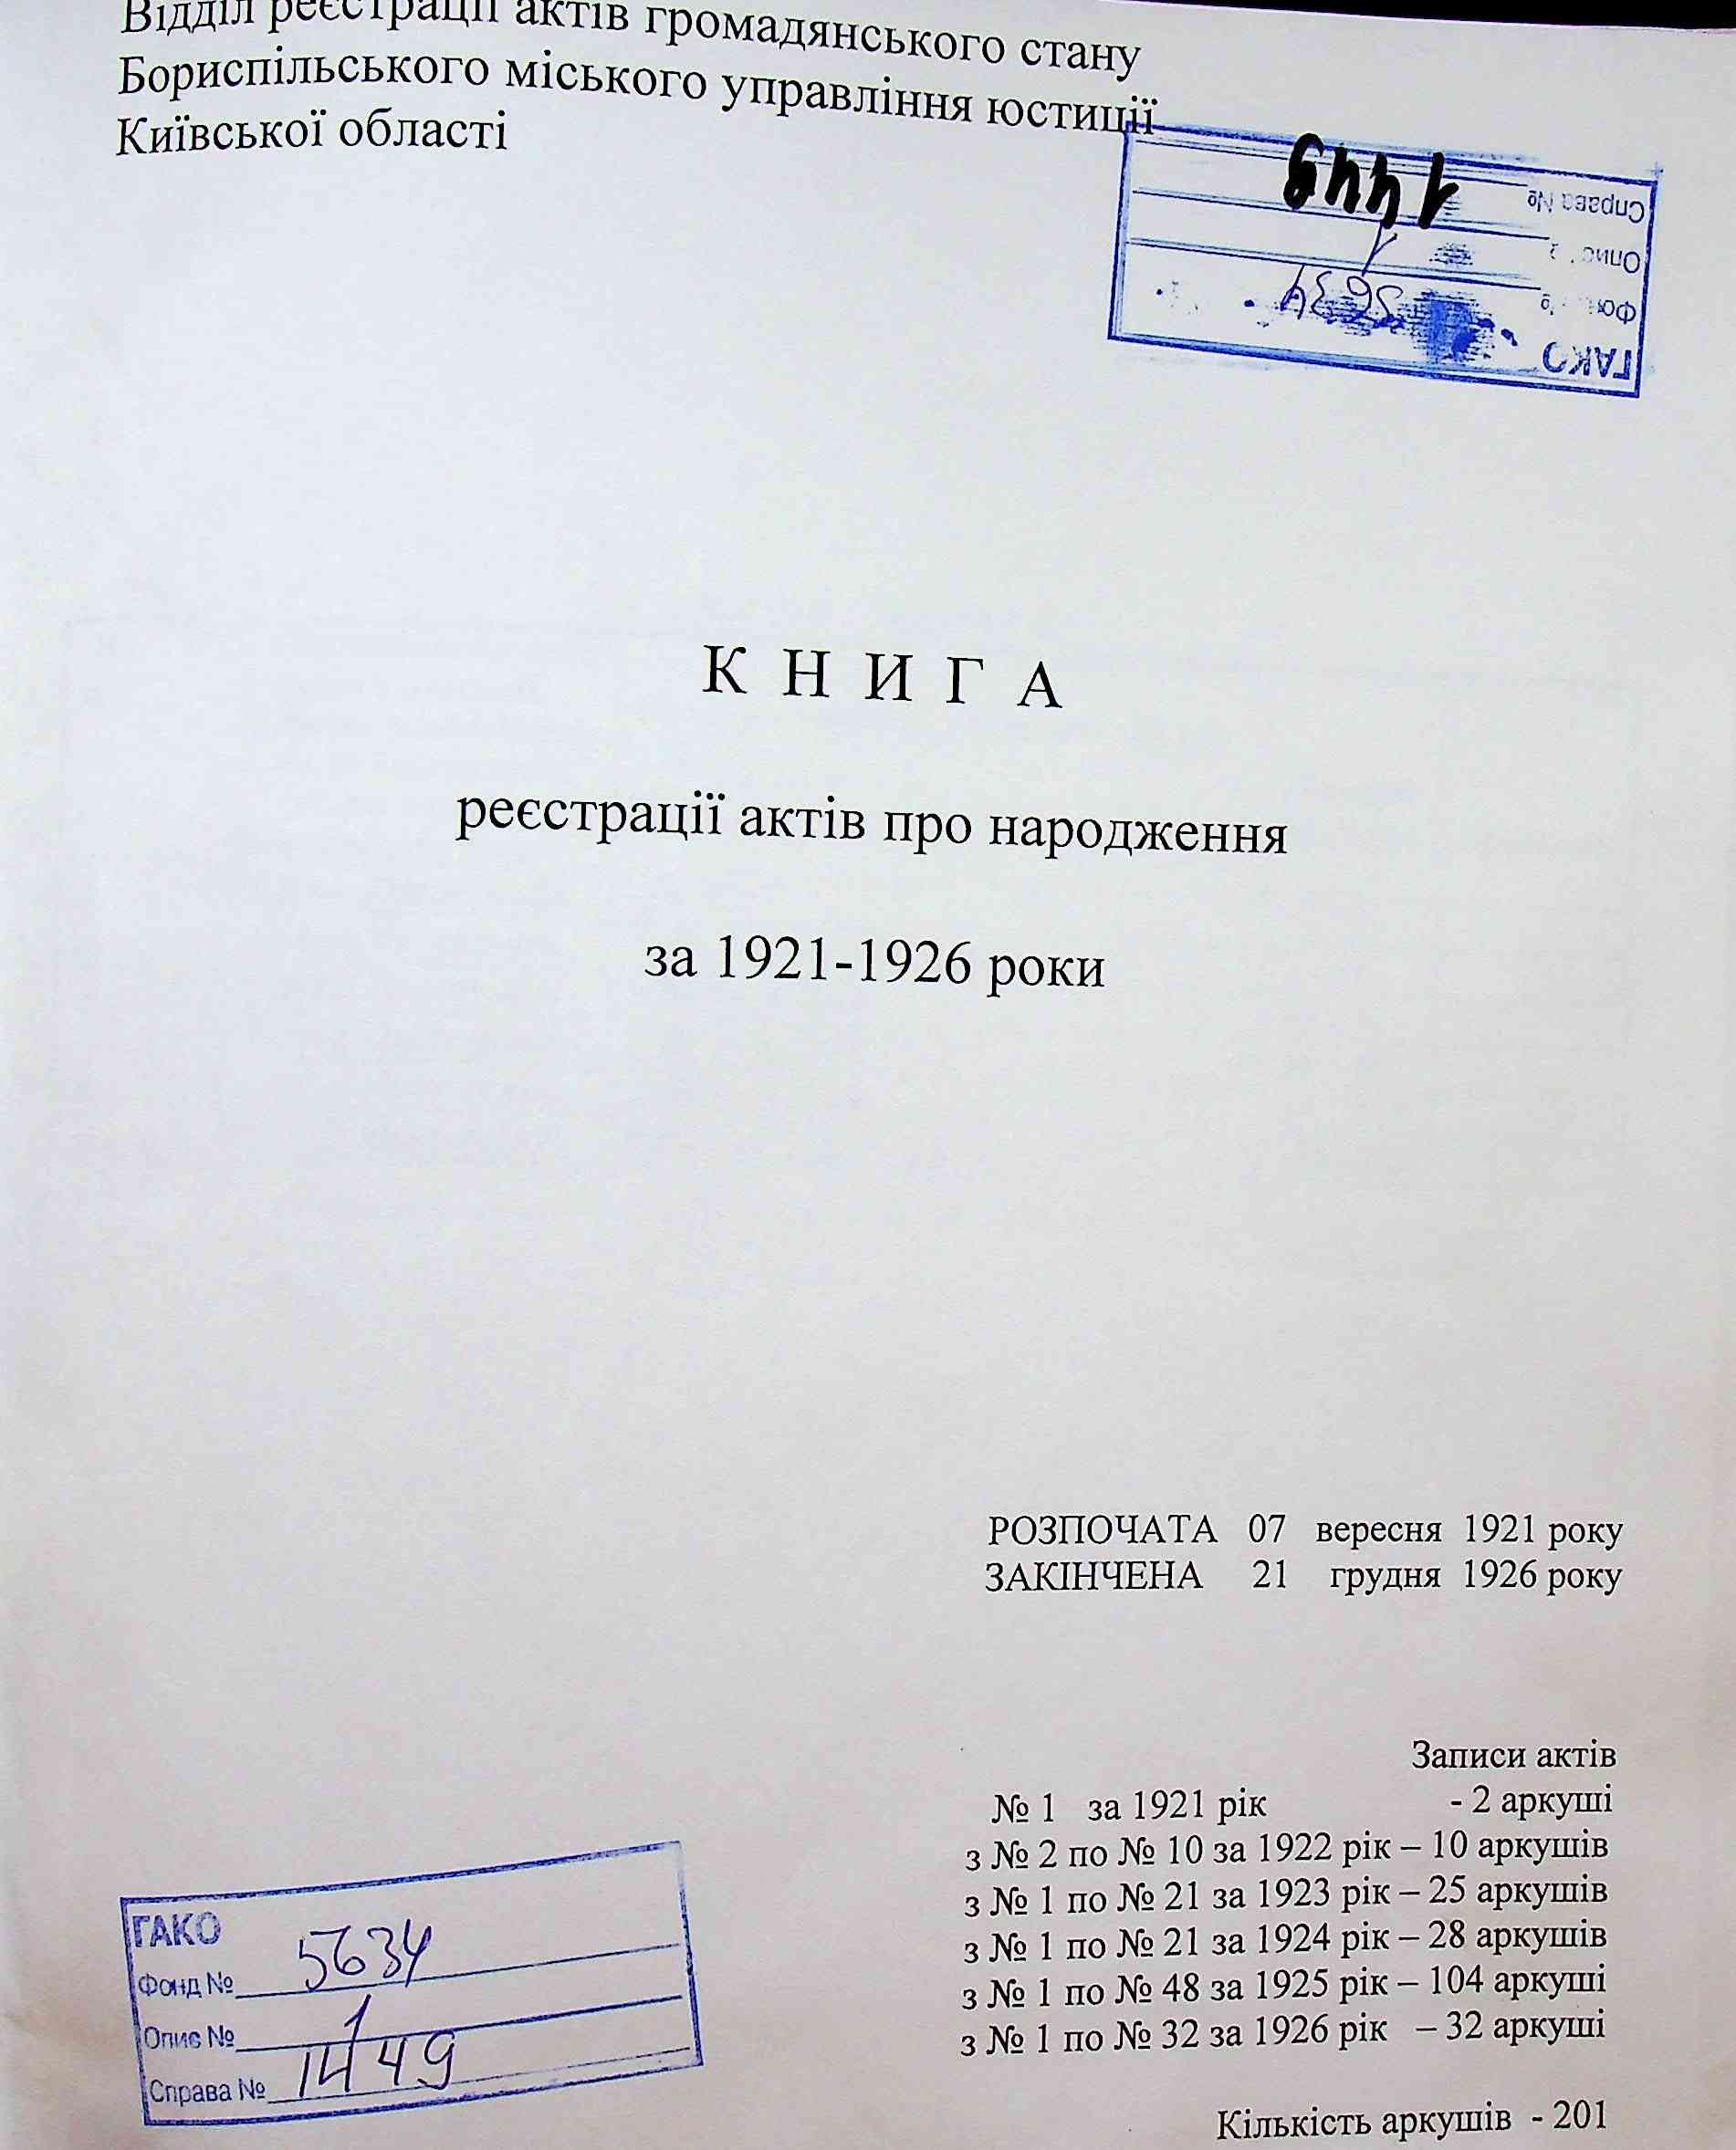 Відділ реєстрації актів громадянського стану
Бориспільського міського управління юстиції
Київської області
ГАКО
5634
Опис
1
Справа № 1449
К Н И Г А
реєстрації актів про народження
за 1921-1926 роки
РОЗПОЧАТА 07 вересня 1921 року
ЗАКІНЧЕНА 21 грудня 1926 року
Записи актів
№ 1 за 1921 рік - 2 аркуші
з № 2 по № 10 за 1922 рік – 10 аркушів
з № 1 по № 21 за 1923 рік – 25 аркушів
з № 1 по № 21 за 1924 рік – 28 аркушів
з № 1 по № 48 за 1925 рік – 104 аркуші
з № 1 по № 32 за 1926 рік – 32 аркуші
Кількість аркушів - 201
ГАКО
Фонд № 5634
Опис № 1
Справа № 1449